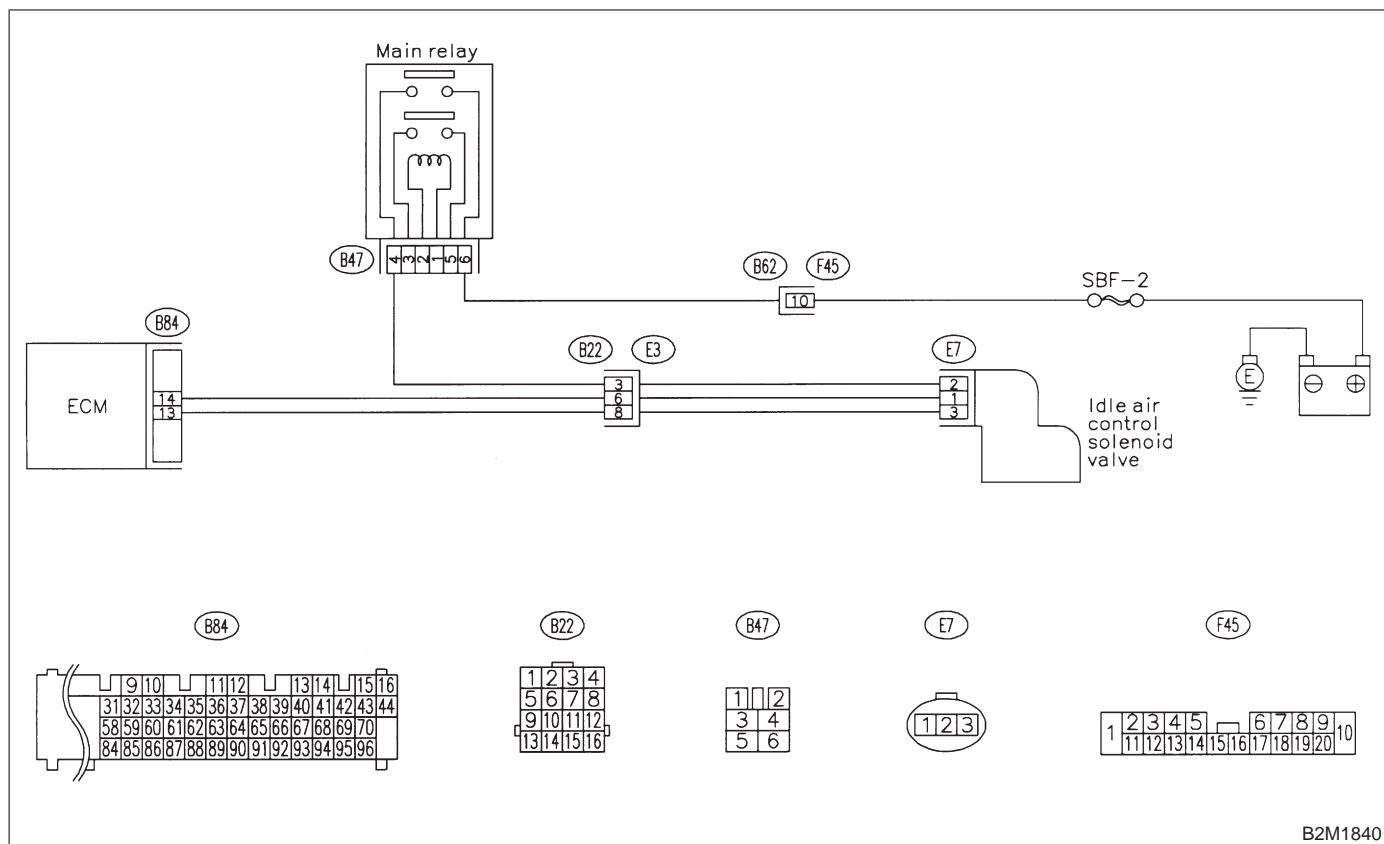 Main relay
B47
4 3 2 1 5 6
B62 F45
10
SBF-2
B84
B22 E3
E7
E
ECM
14
13
3
6
8
2
1
3
Idle air
control
solenoid
valve
B84
B22
B47
E7
F45
9 10 11 12 13 14 15 16
31 32 33 34 35 36 37 38 39 40 41 42 43 44
58 59 60 61 62 63 64 65 66 67 68 69 70
84 85 86 87 88 89 90 91 92 93 94 95 96
1 2 3 4
5 6 7 8
9 10 11 12
13 14 15 16
1 2
3 4
5 6
1 2 3
1 2 3 4 5 6 7 8 9 10
11 12 13 14 15 16 17 18 19 20
B2M1840